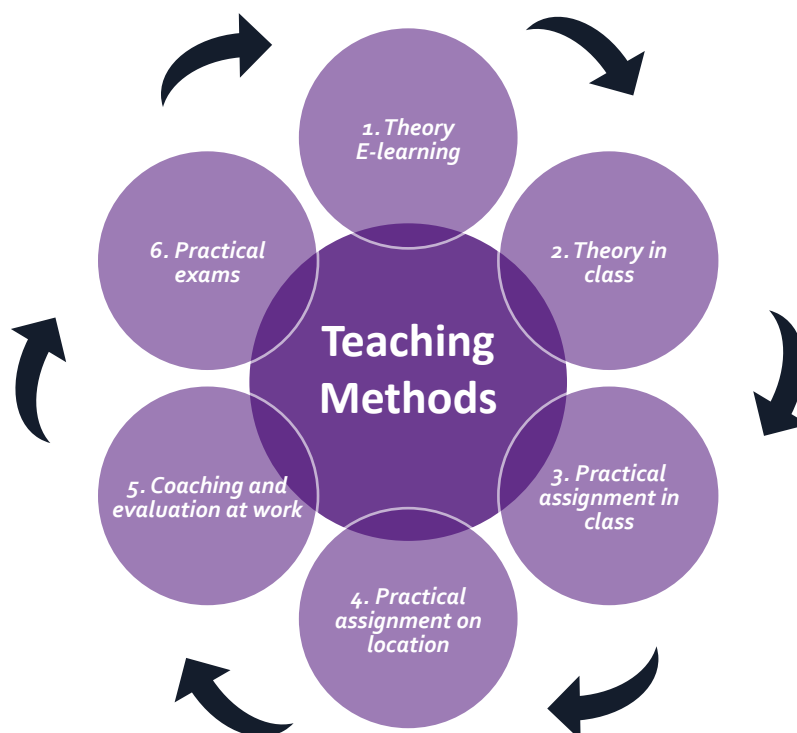 1. Theory
E-learning
2. Theory in
class
3. Practical
assignment in
class
4. Practical
assignment on
location
5. Coaching and
evaluation at work
6. Practical
exams
Teaching
Methods